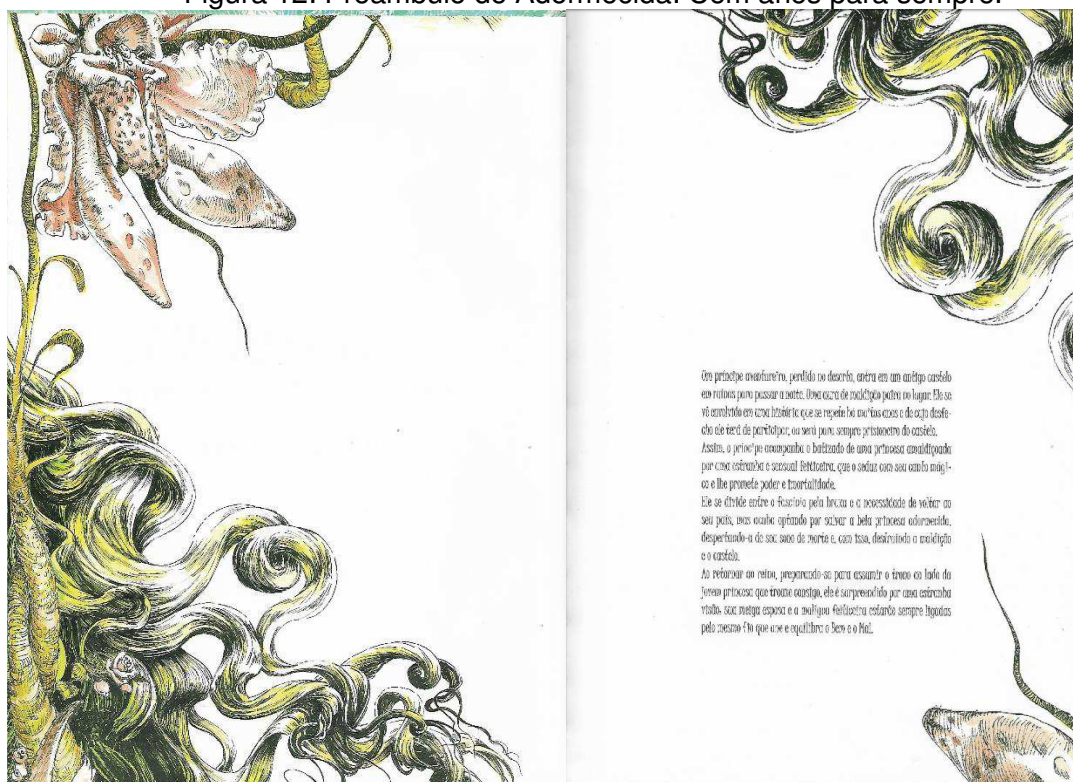 Figura 12: Preâmbulo de Adormecida: Cem anos para sempre.
Um príncipe aventureiro, perdido no deserto, entra em um antigo castelo
em ruínas para passar a noite. Uma aura de maldição paira no lugar. Ele se
vê envolvido em uma história que se repete há muitos anos e de cujo desfe-
cho ele terá de participar, ou será para sempre prisioneiro do castelo.
Assim, o príncipe acompanha o batizado de uma princesa amaldiçoada
por uma estranha e sensual feiticeira, que o seduz com seu canto mági-
co e lhe promete poder e imortalidade.
Ele se divide entre o fascínio pela bruxa e a necessidade de voltar ao
seu país, mas acaba optando por salvar a bela princesa adormecida,
despertando-a de seu sono de morte e, com isso, destruindo a maldição
e o castelo.
Ao retornar ao reino, preparando-se para assumir o trono ao lado da
jovem princesa que trouxe consigo, ele é surpreendido por uma estranha
visão: sua meiga esposa e a maligna feiticeira estarão sempre ligadas
pelo mesmo fio que une e equilibra o Bem e o Mal.